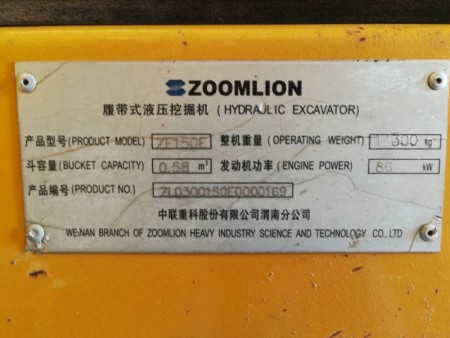 ZOOMLION
履带式液压挖掘机 (HYDRAULIC EXCAVATOR)
产品型号(PRODUCT MODEL) ZE150E 整机重量(OPERATING WEIGHT) kg
斗容量(BUCKET CAPACITY) 0.58 m³ 发动机功率(ENGINE POWER) 86 kW
产品编号(PRODUCT NO.) ZL0300150E0000169
中联重科股份有限公司渭南分公司
WEINAN BRANCH OF ZOOMLION HEAVY INDUSTRY SCIENCE AND TECHNOLOGY CO., LTD